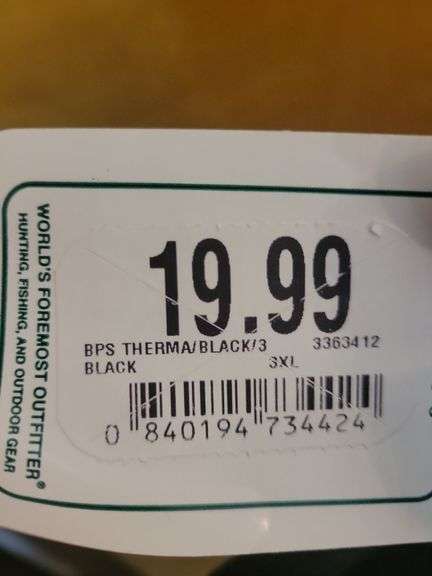 WORLD'S FOREMOST OUTFITTER®
HUNTING, FISHING, AND OUTDOOR GEAR
19.99
BPS THERMA/BLACK/3 3363412
BLACK 3XL
0 840194 734424